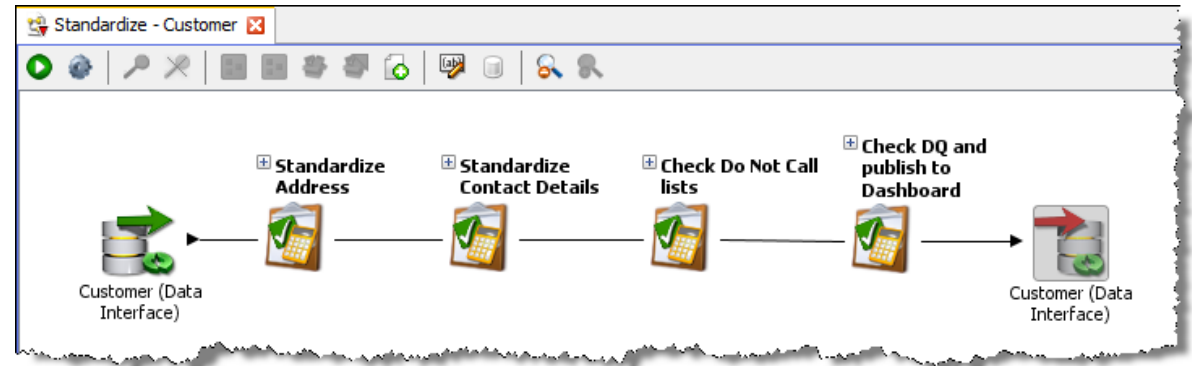 Standardize - Customer
(ab)
Standardize
Address
Standardize
Contact Details
Check Do Not Call
lists
Check DQ and
publish to
Dashboard
Customer (Data
Interface)
Customer (Data
Interface)